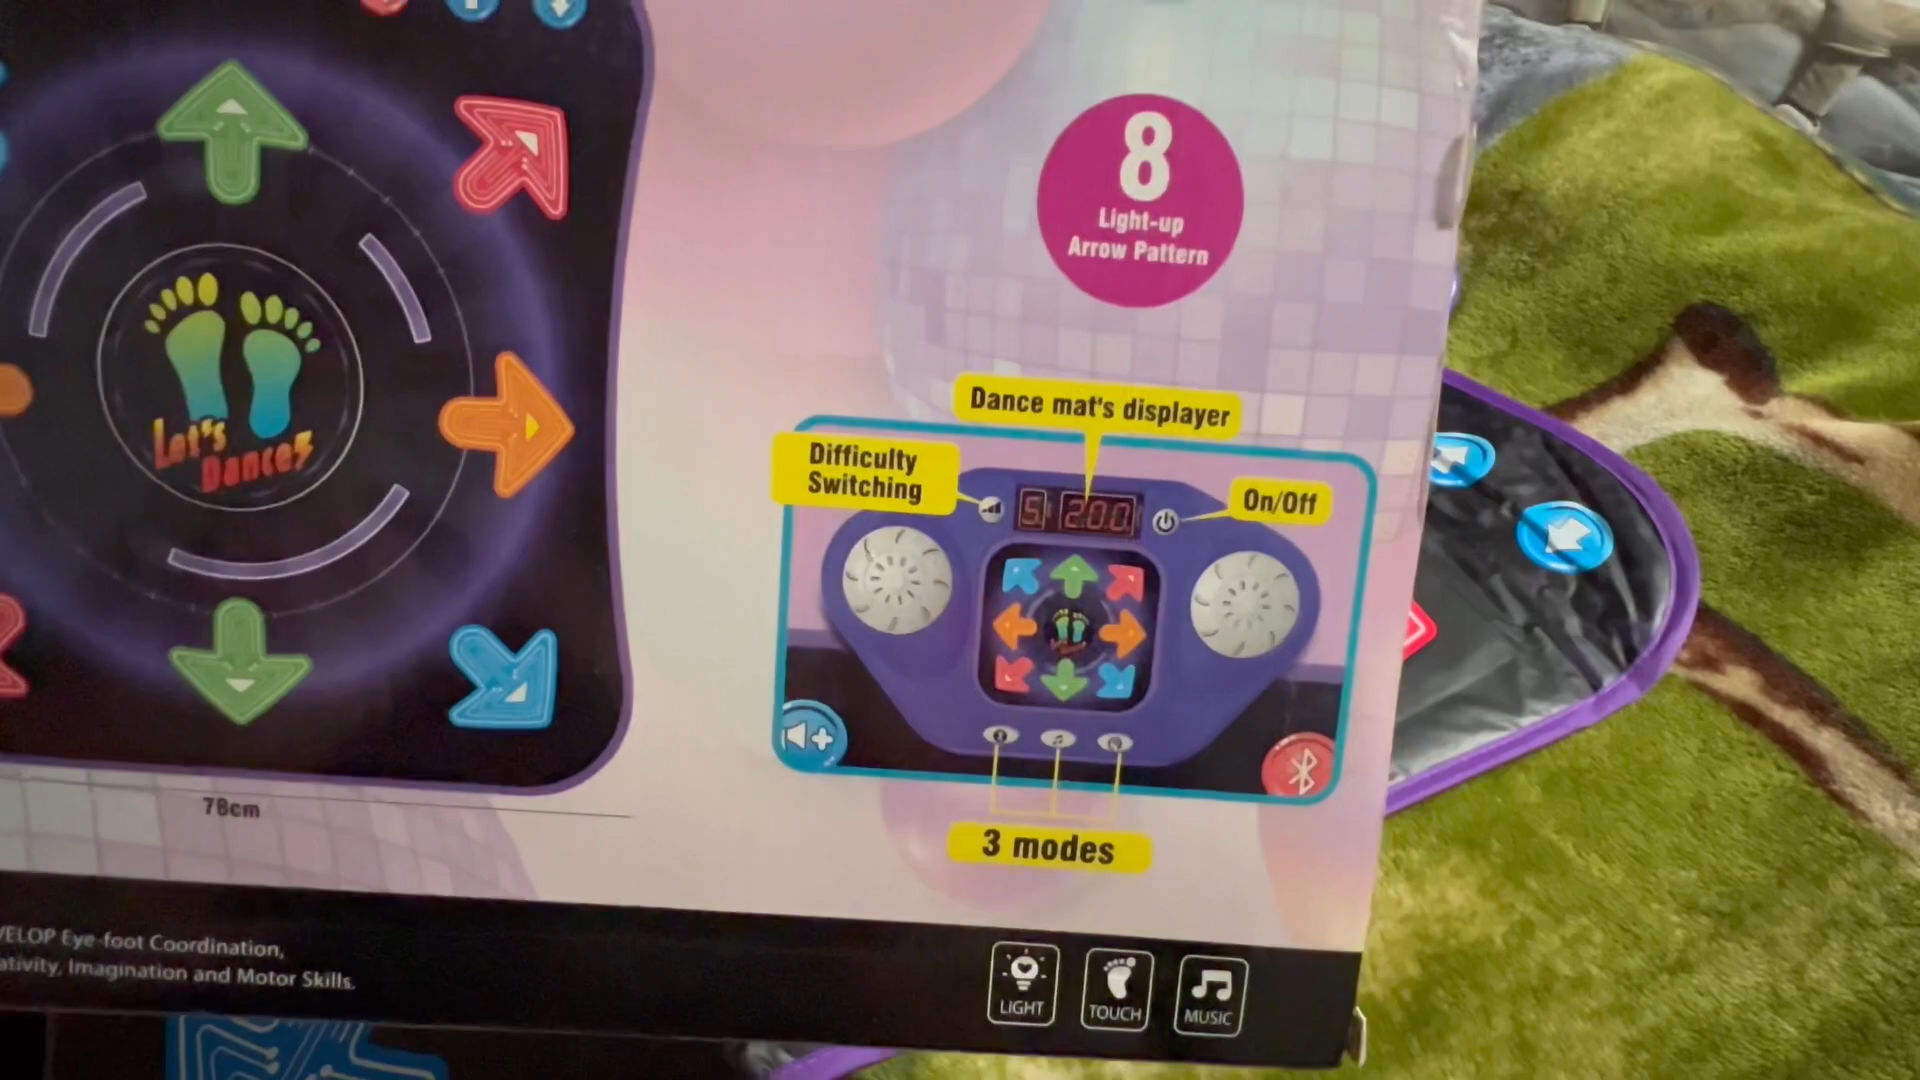 8
Light-up
Arrow Pattern
Let's
Dance
Dance mat's displayer
Difficulty
Switching
On/Off
5 200
3 modes
78cm
VELOP Eye-foot Coordination,
ativity, Imagination and Motor Skills.
LIGHT
TOUCH
MUSIC